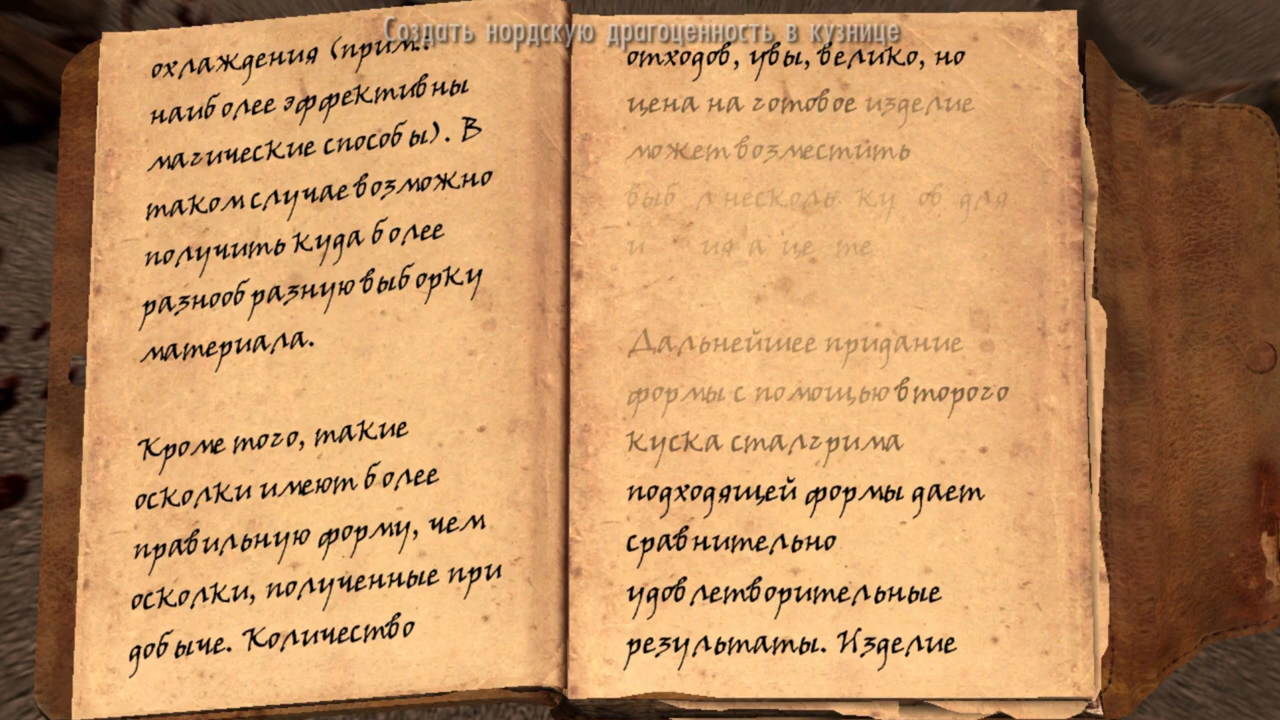 Создать нордскую драгоценность в кузнице
охлаждения (прим.:
наиболее эффективны
магические способы). В
таком случае возможно
получить куда более
разнообразную выборку
материала.
Кроме того, такие
осколки имеют более
правильную форму, чем
осколки, полученные при
добыче. Количество
отходов, увы, велико, но
цена на готовое изделие
может возместить
для
Дальнейшее придание
формы с помощью второго
куска сталгрима
подходящей формы дает
сравнительно
удовлетворительные
результаты. Изделие